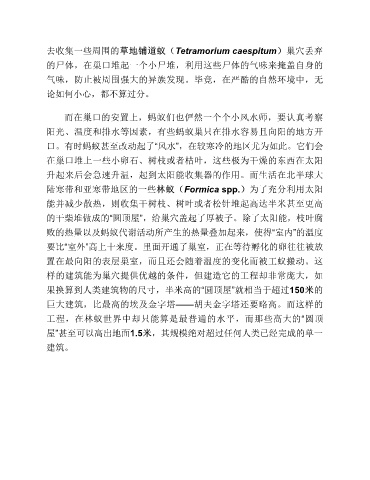 去收集一些周围的草地铺道蚁（Tetramorium caespitum）巢穴丢弃
的尸体，在巢口堆起一个小尸堆，利用这些尸体的气味来掩盖自身的
气味，防止被周围强大的异族发现。毕竟，在严酷的自然环境中，无
论如何小心，都不算过分。
而在巢口的安置上，蚂蚁们也俨然一个个小风水师，要认真考察
阳光、温度和排水等因素，有些蚂蚁巢只在排水容易且向阳的地方开
口。有时蚂蚁甚至改动起了“风水”，在较寒冷的地区尤为如此。它们会
在巢口堆上一些小卵石、树枝或者枯叶，这些极为干燥的东西在太阳
升起来后会急速升温，起到太阳能收集器的作用。而生活在北半球大
陆寒带和亚寒带地区的一些林蚁（Formica spp.）为了充分利用太阳
能并减少散热，则收集干树枝、树叶或者松针堆起高达半米甚至更高
的干柴堆做成的“圆顶屋”，给巢穴盖起了厚被子。除了太阳能，枝叶腐
败的热量以及蚂蚁代谢活动所产生的热量叠加起来，使得“室内”的温度
要比“室外”高上十来度。里面开通了巢室，正在等待孵化的卵往往被放
置在最向阳的表层巢室，而且还会随着温度的变化而被工蚁搬动。这
样的建筑能为巢穴提供优越的条件，但建造它的工程却非常庞大，如
果换算到人类建筑物的尺寸，半米高的“圆顶屋”就相当于超过150米的
巨大建筑，比最高的埃及金字塔——胡夫金字塔还要略高。而这样的
工程，在林蚁世界中却只能算是最普通的水平，而那些高大的“圆顶
屋”甚至可以高出地面1.5米，其规模绝对超过任何人类已经完成的单一
建筑。